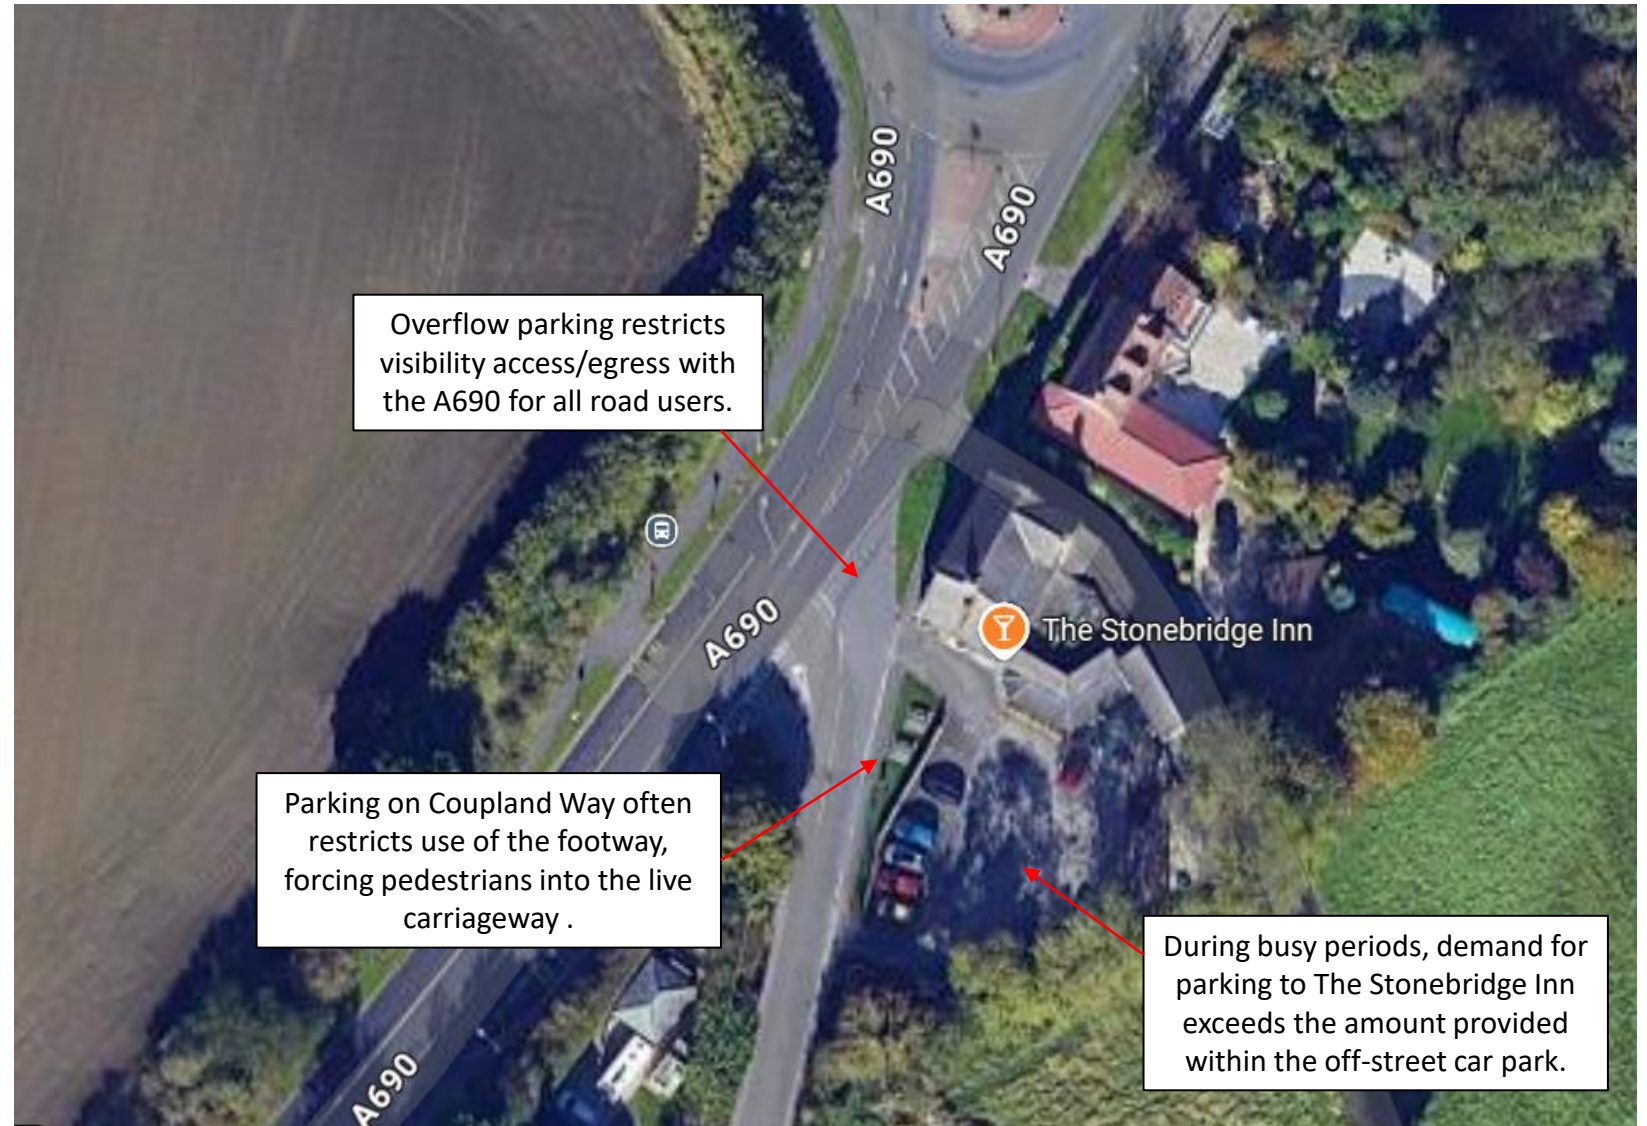 A690
A690
Overflow parking restricts
visibility access/egress with
the A690 for all road users.
A690
The Stonebridge Inn
Parking on Coupland Way often
restricts use of the footway,
forcing pedestrians into the live
carriageway .
During busy periods, demand for
parking to The Stonebridge Inn
exceeds the amount provided
within the off-street car park.
A690